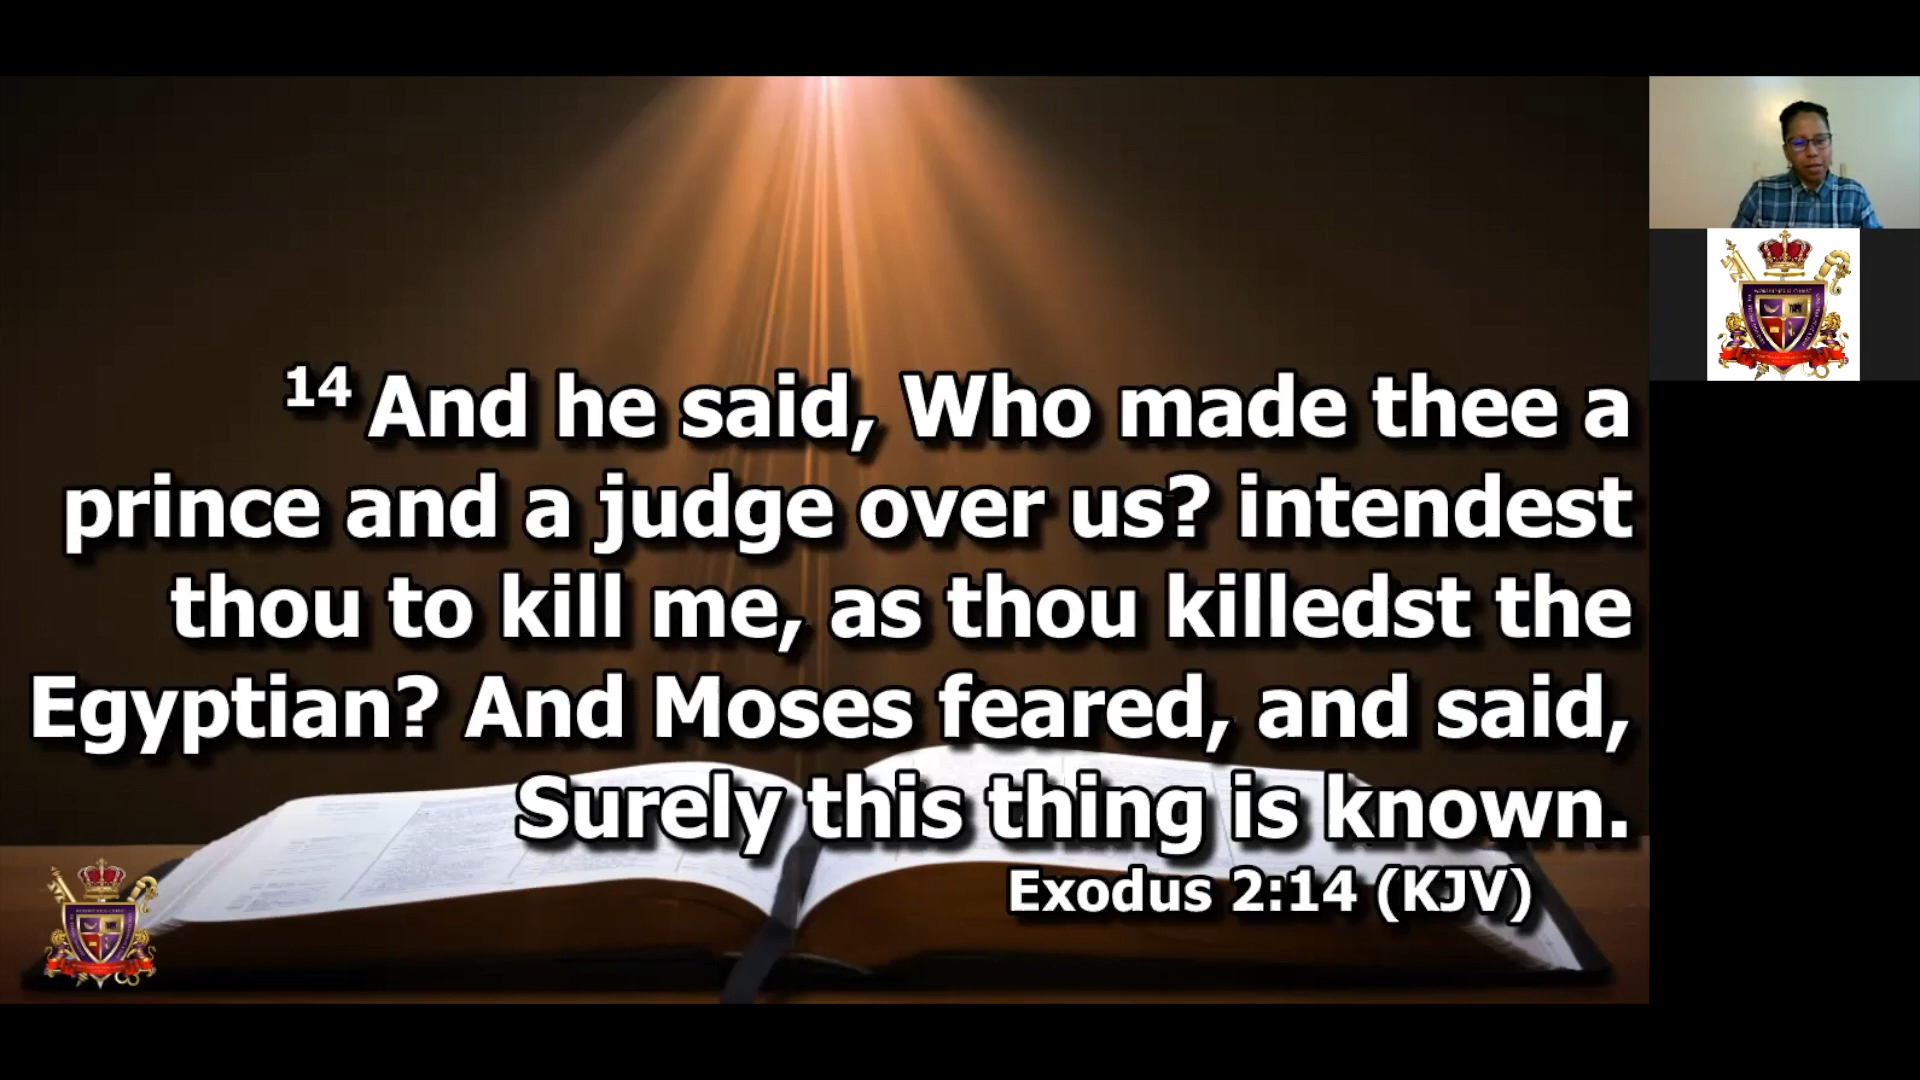 14 And he said, Who made thee a
prince and a judge over us? intendest
thou to kill me, as thou killedst the
Egyptian? And Moses feared, and said,
Surely this thing is known.
Exodus 2:14 (KJV)